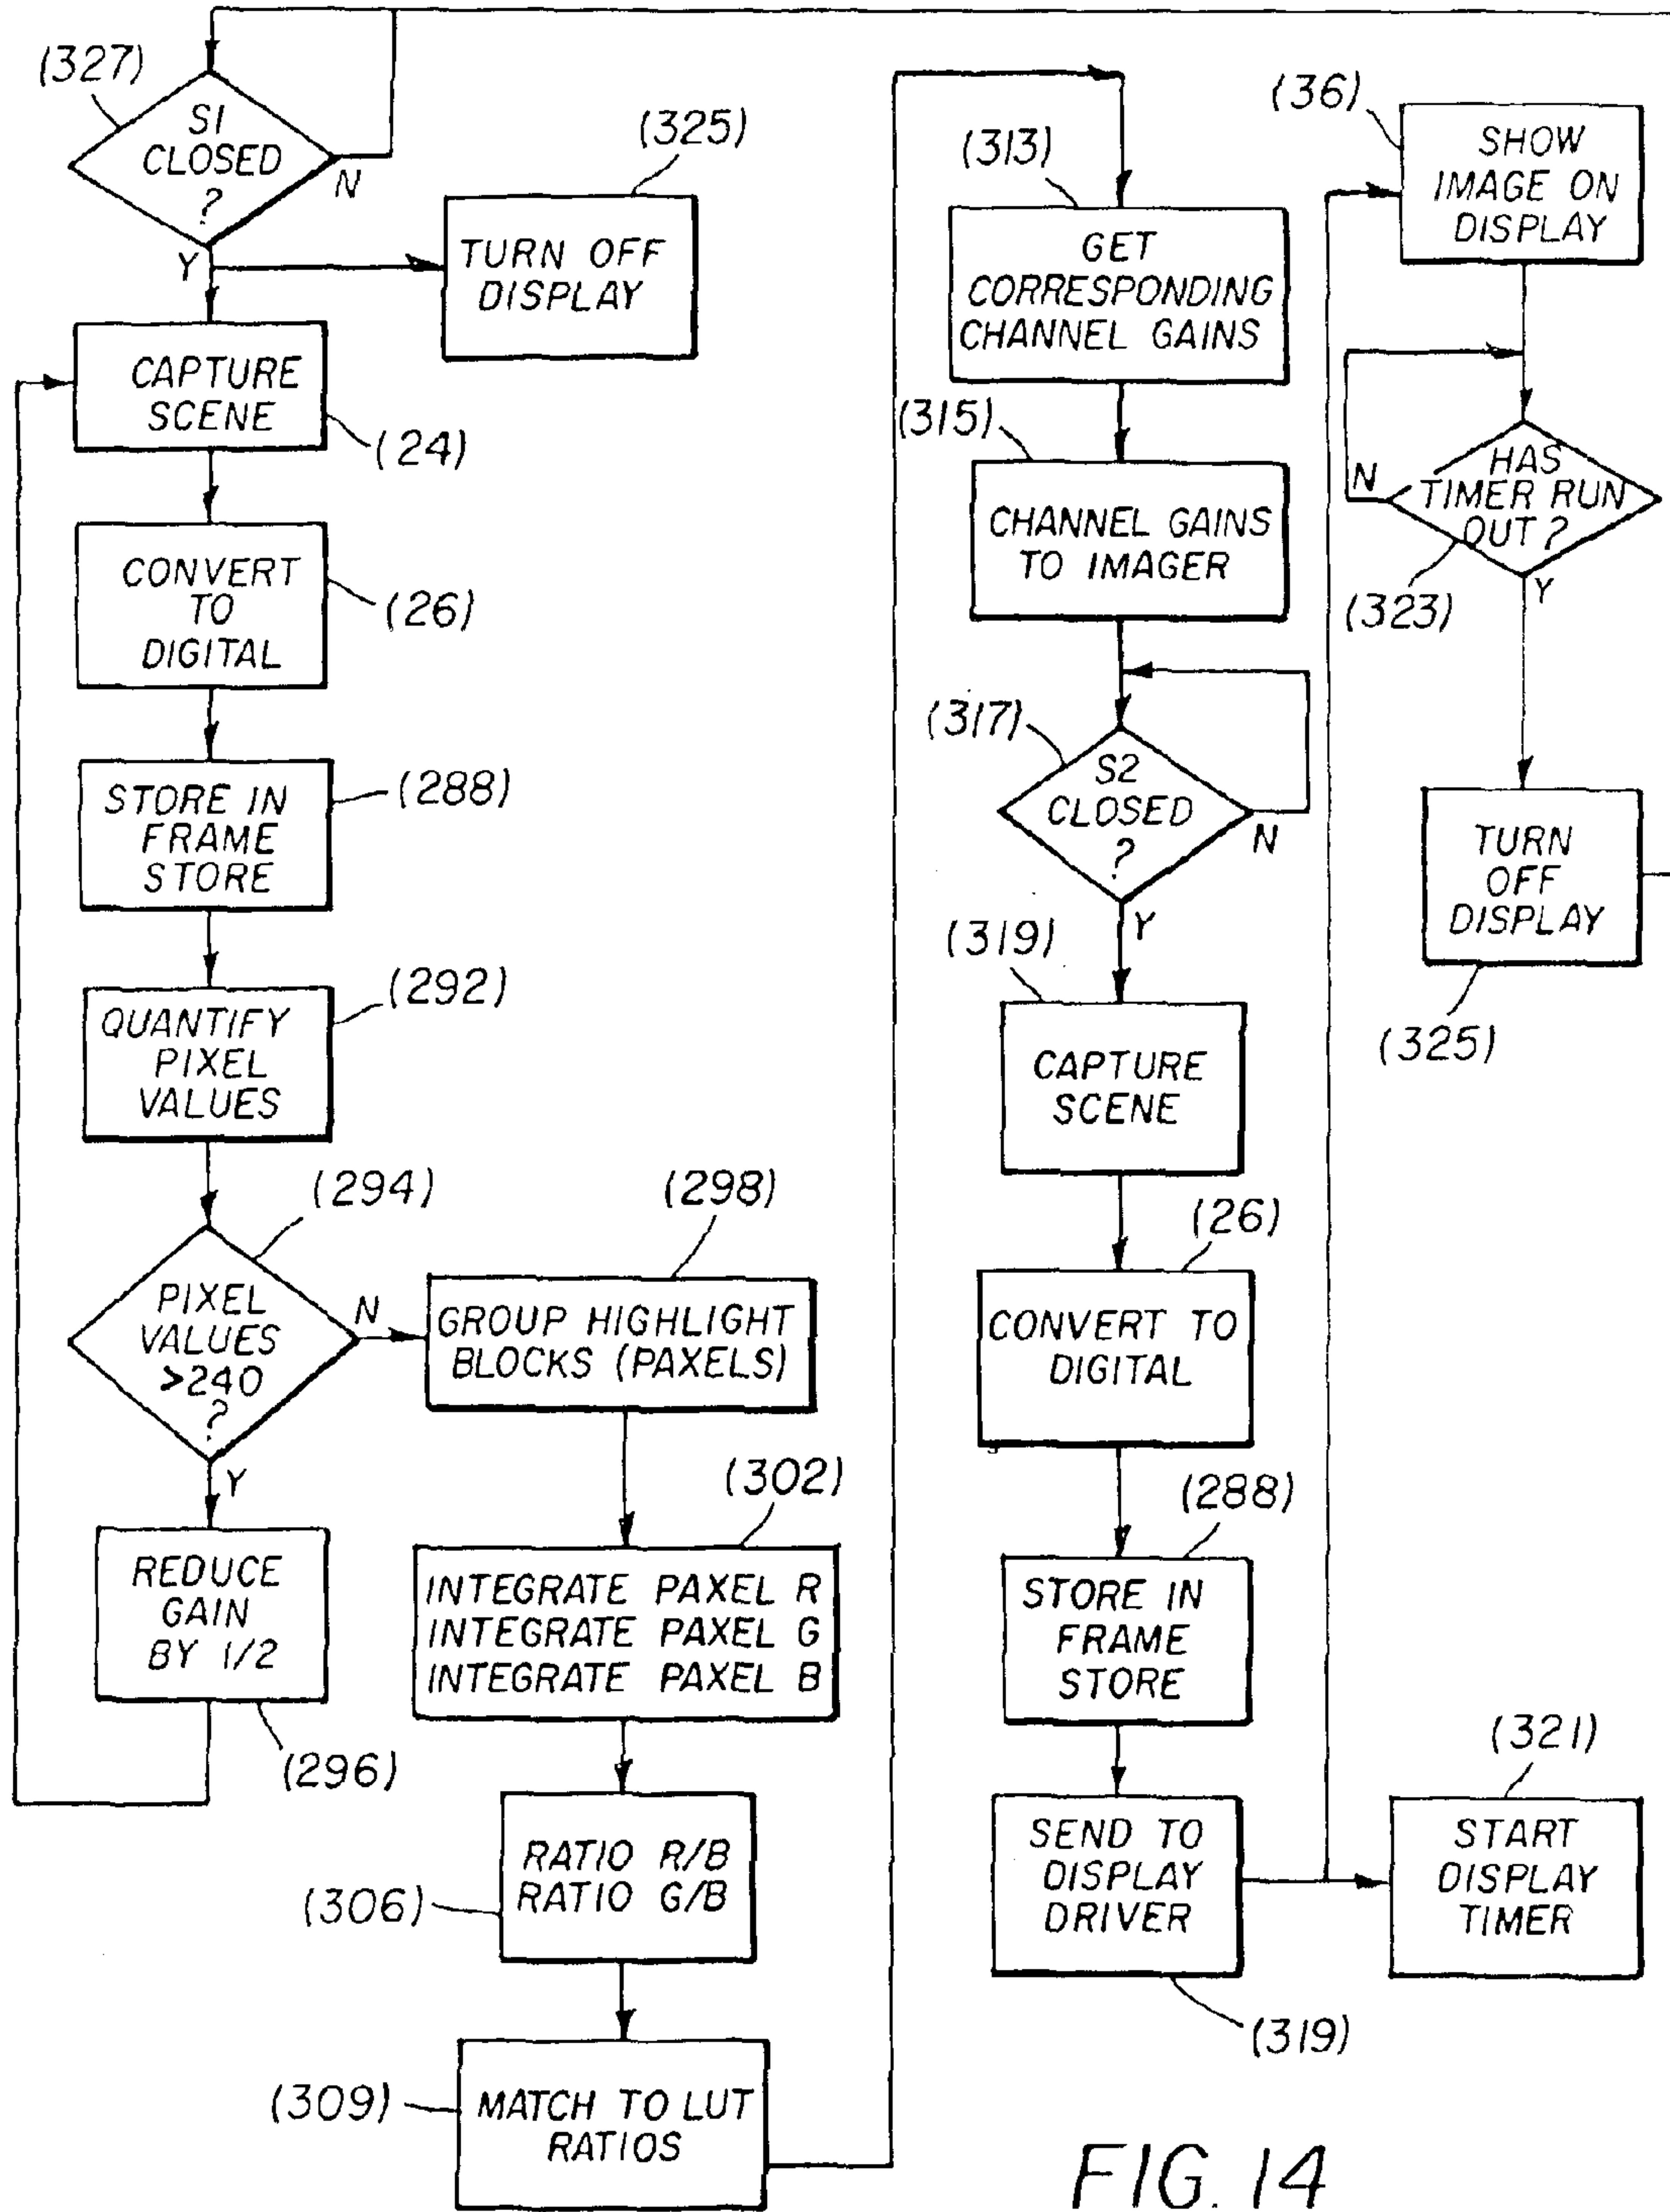 (327)
S1
CLOSED
?
N
Y
(325)
TURN OFF
DISPLAY
CAPTURE
SCENE
(24)
CONVERT
TO
DIGITAL
(26)
STORE IN
FRAME
STORE
(288)
QUANTIFY
PIXEL
VALUES
(292)
(294)
PIXEL
VALUES
>240
?
N
Y
REDUCE
GAIN
BY 1/2
(296)
(298)
GROUP HIGHLIGHT
BLOCKS (PAXELS)
(302)
INTEGRATE PAXEL R
INTEGRATE PAXEL G
INTEGRATE PAXEL B
RATIO R/B
RATIO G/B
(306)
(309)
MATCH TO LUT
RATIOS
(313)
GET
CORRESPONDING
CHANNEL GAINS
(315)
CHANNEL GAINS
TO IMAGER
(317)
S2
CLOSED
?
N
Y
(319)
CAPTURE
SCENE
(26)
CONVERT TO
DIGITAL
(288)
STORE IN
FRAME
STORE
SEND TO
DISPLAY
DRIVER
(319)
(321)
START
DISPLAY
TIMER
(36)
SHOW
IMAGE ON
DISPLAY
HAS
TIMER RUN
OUT?
N
Y
(323)
TURN
OFF
DISPLAY
(325)
FIG. 14